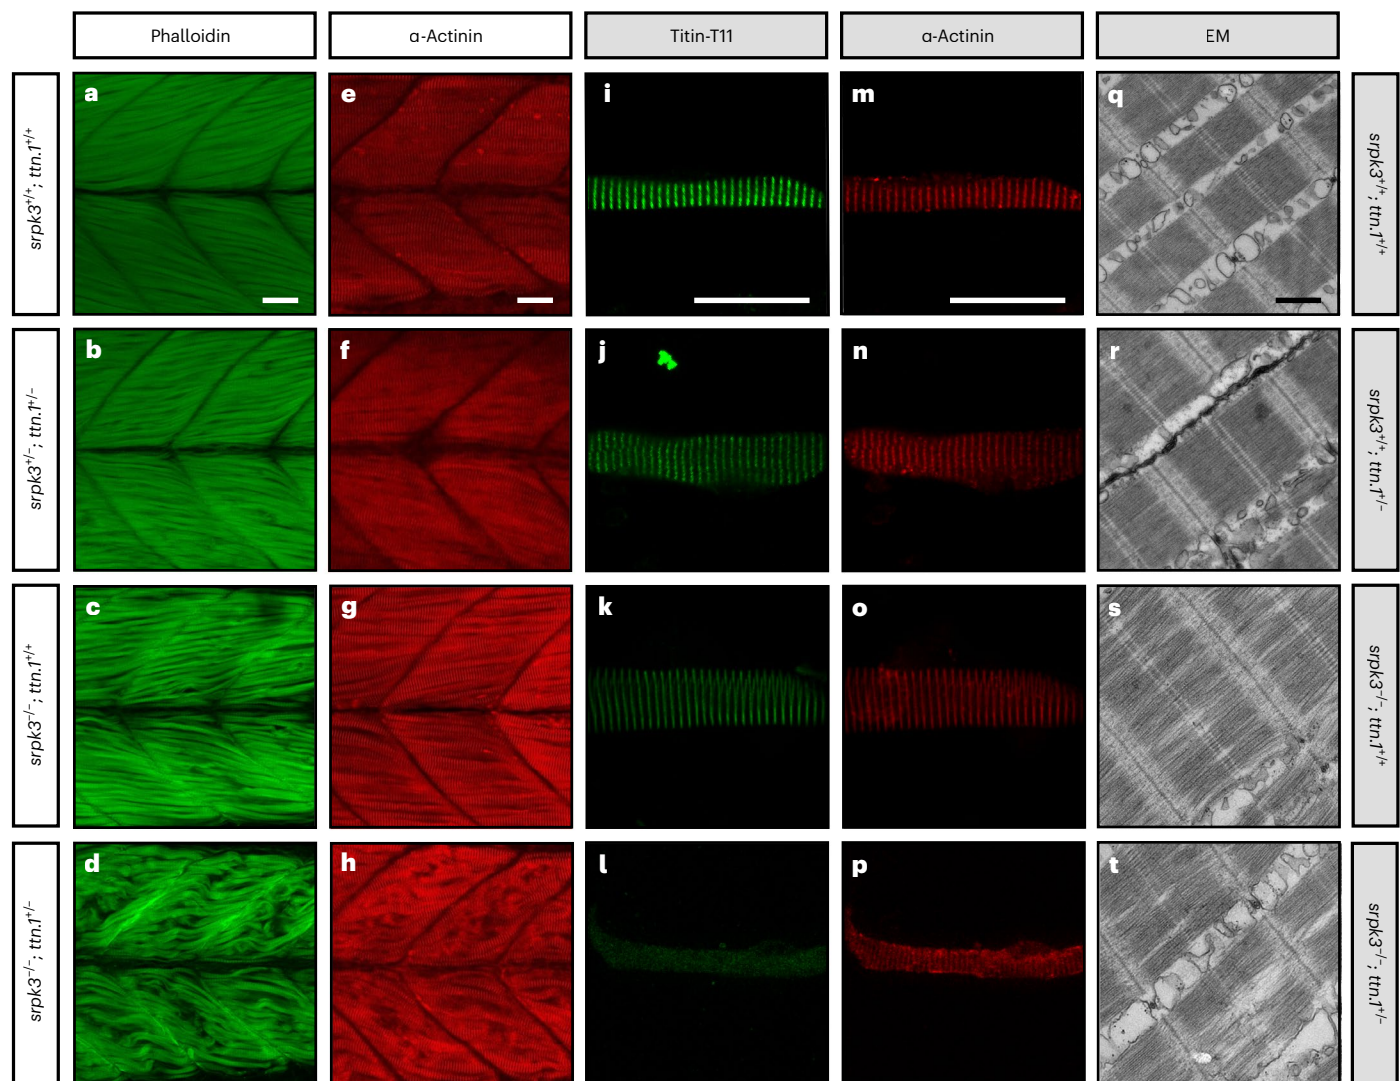 Phalloidin α-Actinin Titin-T11 α-Actinin EM
srpk3+/+; ttn.1+/+ a e i m q srpk3+/+; ttn.1+/+
srpk3+/−; ttn.1+/− b f j n r srpk3+/+; ttn.1+/−
srpk3−/−; ttn.1+/+ c g k o s srpk3−/−; ttn.1+/+
srpk3−/−; ttn.1+/− d h l p t srpk3−/−; ttn.1+/−